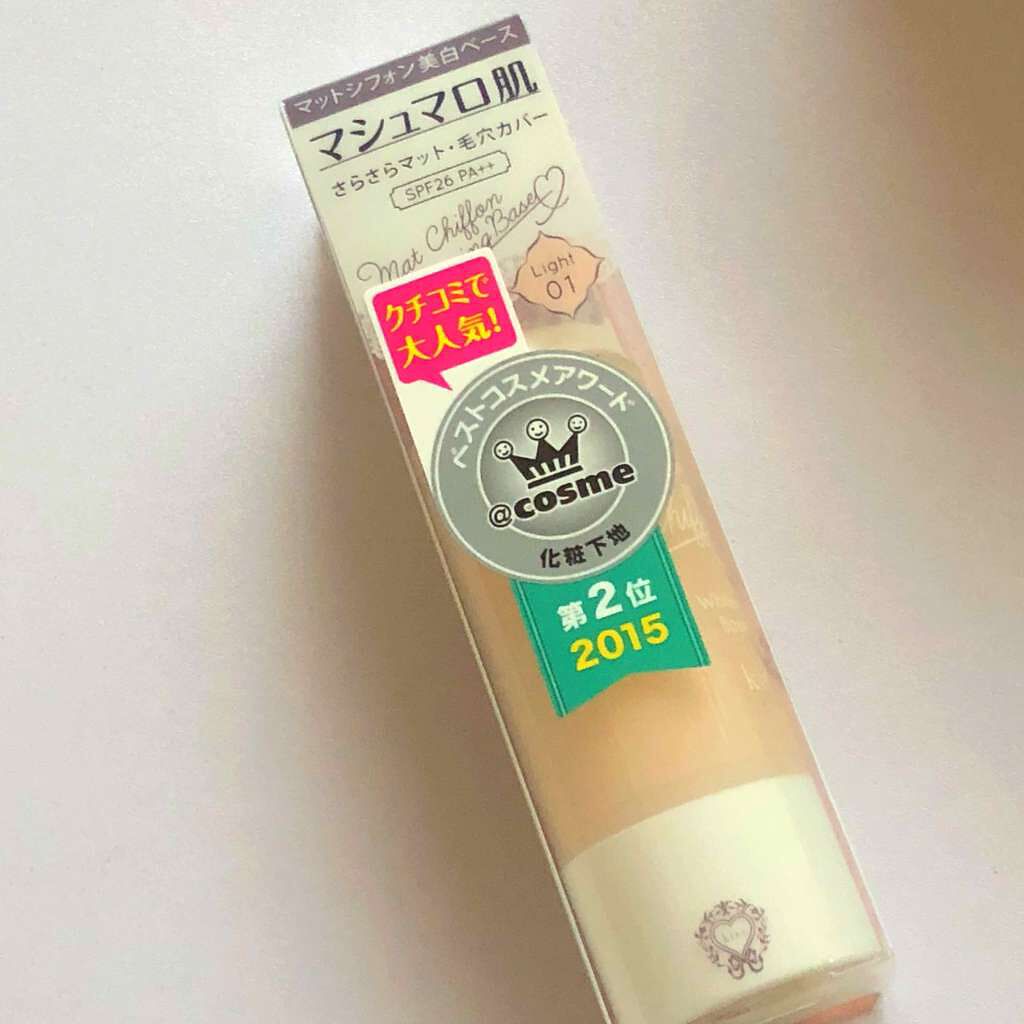 マットシフォン美白ベース
マシュマロ肌
さらさらマット・毛穴カバー
SPF26 PA++
Mat Chiffon
Base
Light
01
クチコミで
大人気!
ベストコスメアワード
@cosme
化粧下地
第2位
2015